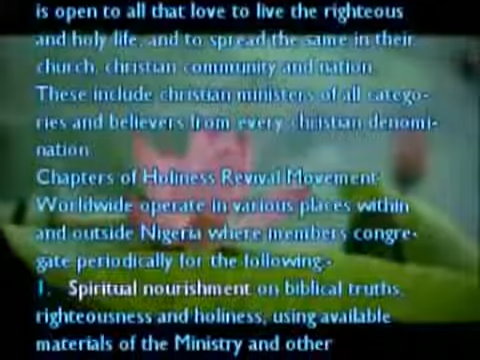 is open to all that love to live the righteous
and holy life, and to spread the same in their
church, christian community and nation.
These include christian ministers of all catego-
ries and believers from every christian denomi-
nation.
Chapters of Holiness Revival Movement
Worldwide operate in various places within
and outside Nigeria where members congre-
gate periodically for the following:-
1. Spiritual nourishment on biblical truths,
righteousness and holiness, using available
materials of the Ministry and other